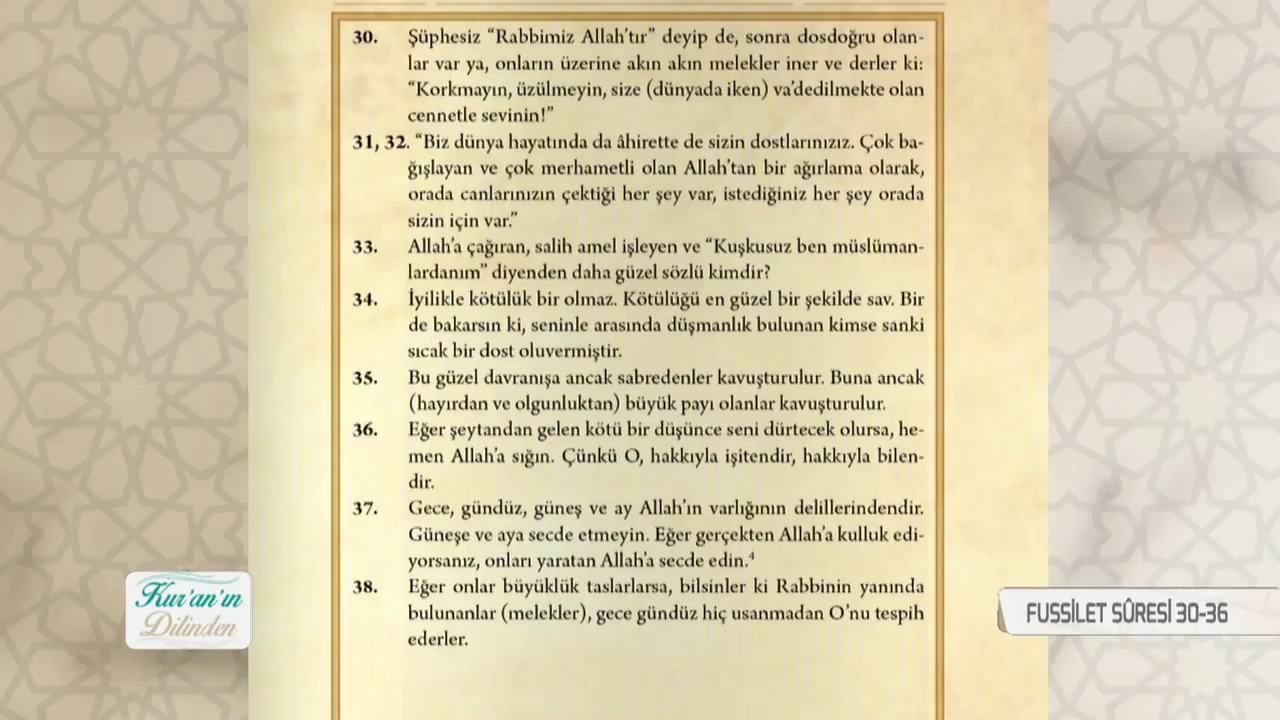 30. Şüphesiz “Rabbimiz Allah’tır” deyip de, sonra dosdoğru olan-
lar var ya, onların üzerine akın akın melekler iner ve derler ki:
“Korkmayın, üzülmeyin, size (dünyada iken) va’dedilmekte olan
cennetle sevinin!”
31, 32. “Biz dünya hayatında da âhirette de sizin dostlarınızız. Çok ba-
ğışlayan ve çok merhametli olan Allah’tan bir ağırlama olarak,
orada canlarınızın çektiği her şey var, istediğiniz her şey orada
sizin için var.”
33. Allah’a çağıran, salih amel işleyen ve “Kuşkusuz ben müslüman-
lardanım” diyenden daha güzel sözlü kimdir?
34. İyilikle kötülük bir olmaz. Kötülüğü en güzel bir şekilde sav. Bir
de bakarsın ki, seninle arasında düşmanlık bulunan kimse sanki
sıcak bir dost oluvermiştir.
35. Bu güzel davranışa ancak sabredenler kavuşturulur. Buna ancak
(hayırdan ve olgunluktan) büyük payı olanlar kavuşturulur.
36. Eğer şeytandan gelen kötü bir düşünce seni dürtecek olursa, he-
men Allah’a sığın. Çünkü O, hakkıyla işitendir, hakkıyla bilen-
dir.
37. Gece, gündüz, güneş ve ay Allah’ın varlığının delillerindendir.
Güneşe ve aya secde etmeyin. Eğer gerçekten Allah’a kulluk edi-
yorsanız, onları yaratan Allah’a secde edin.⁴
38. Eğer onlar büyüklük taslarlarsa, bilsinler ki Rabbinin yanında
bulunanlar (melekler), gece gündüz hiç usanmadan O’nu tespih
ederler.
Kur’an’ın
Dilinden
FUSSİLET SÛRESİ 30-36